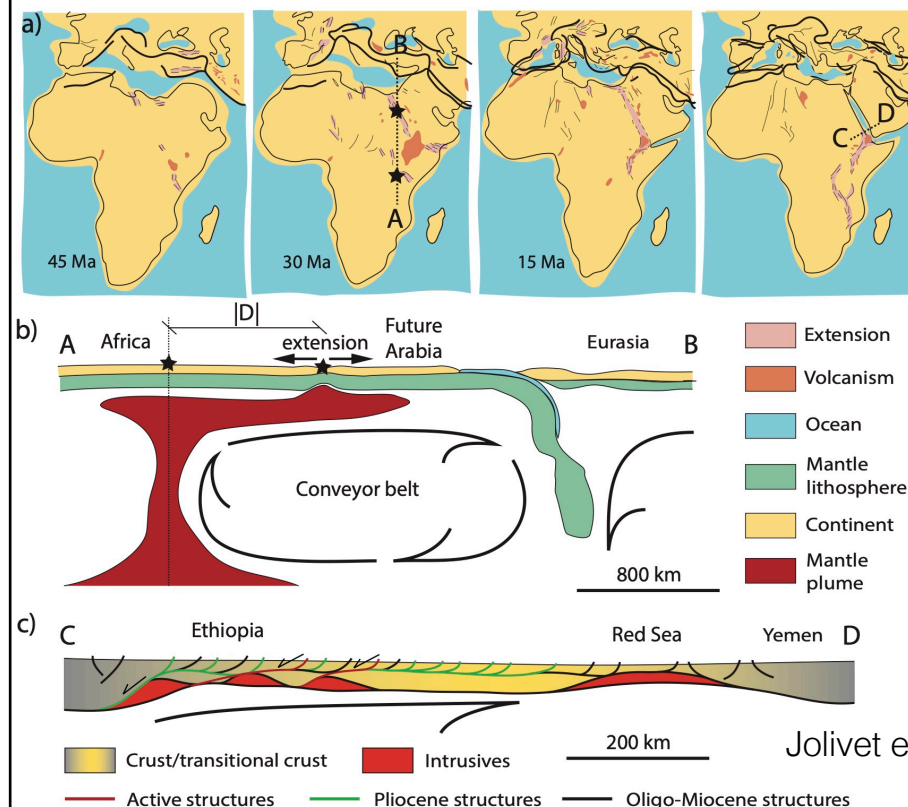 a)
B
D
C
A
45 Ma
30 Ma
15 Ma
b)
|D|
A
Africa
extension
Future
Arabia
Eurasia
B
Conveyor belt
800 km
Extension
Volcanism
Ocean
Mantle
lithosphere
Continent
Mantle
plume
c)
C
Ethiopia
Red Sea
Yemen
D
Crust/transitional crust
Intrusives
200 km
Jolivet e
Active structures
Pliocene structures
Oligo-Miocene structures